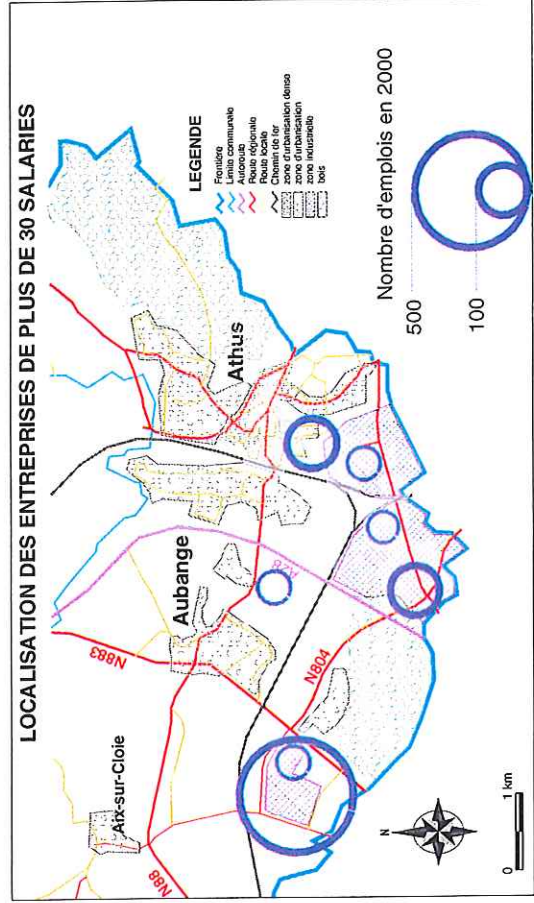 LOCALISATION DES ENTREPRISES DE PLUS DE 30 SALARIES
Aix-sur-Cloie
N88
N883
Aubange
Athus
A28
N804
LEGENDE
Frontière
Limite communale
Autoroute
Route régionale
Route locale
Chemin de fer
zone d'urbanisation dense
zone d'urbanisation
zone industrielle
bois
Nombre d'emplois en 2000
500
100
N
0
1 km